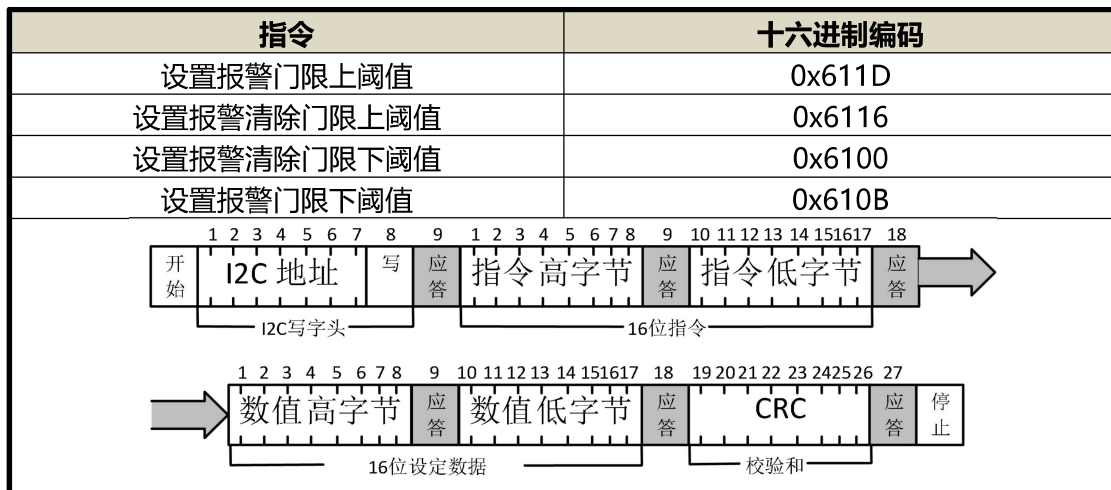 指令 十六进制编码
设置报警门限上阈值 0x611D
设置报警清除门限上阈值 0x6116
设置报警清除门限下阈值 0x6100
设置报警门限下阈值 0x610B
1 2 3 4 5 6 7 8 9 1 2 3 4 5 6 7 8 9 10 11 12 13 14 15 16 17 18
开始 I2C 地址 写 应答 指令高字节 应答 指令低字节 应答
I2C写字头 16位指令
1 2 3 4 5 6 7 8 9 10 11 12 13 14 15 16 17 18 19 20 21 22 23 24 25 26 27
数值高字节 应答 数值低字节 应答 CRC 应答 停止
16位设定数据 校验和